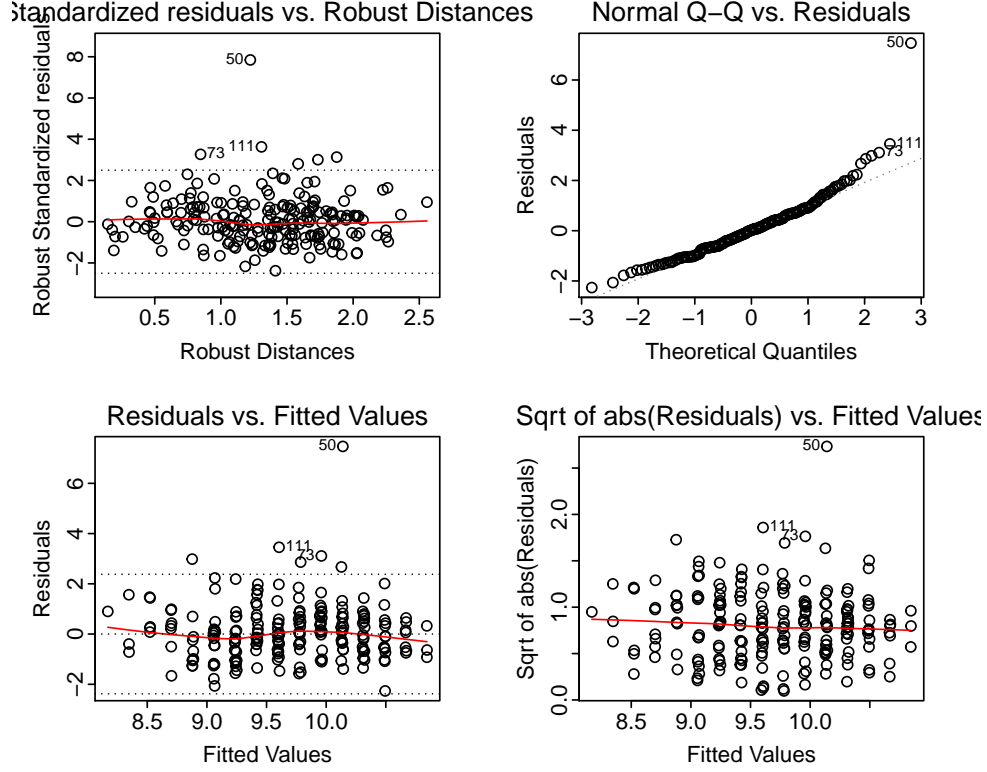 Standardized residuals vs. Robust Distances
Robust Standardized residuals
8
6
4
2
0
−2
50
73
111
0.5 1.0 1.5 2.0 2.5
Robust Distances
Normal Q−Q vs. Residuals
Residuals
6
4
2
0
−2
50
111
73
−3 −2 −1 0 1 2 3
Theoretical Quantiles
Residuals vs. Fitted Values
Residuals
6
4
2
0
−2
50
111
73
8.5 9.0 9.5 10.0
Fitted Values
Sqrt of abs(Residuals) vs. Fitted Values
Sqrt of abs(Residuals)
2.0
1.0
0.0
50
111
73
8.5 9.0 9.5 10.0
Fitted Values